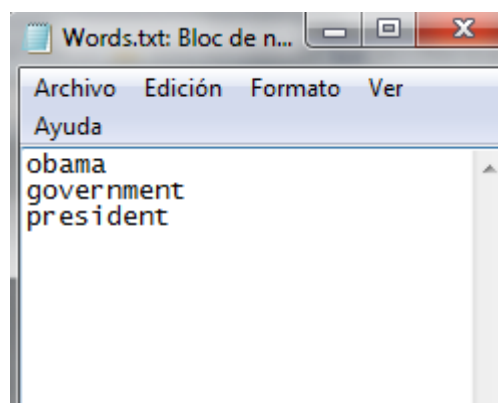 Words.txt: Bloc de n...
Archivo Edición Formato Ver
Ayuda
obama
government
president